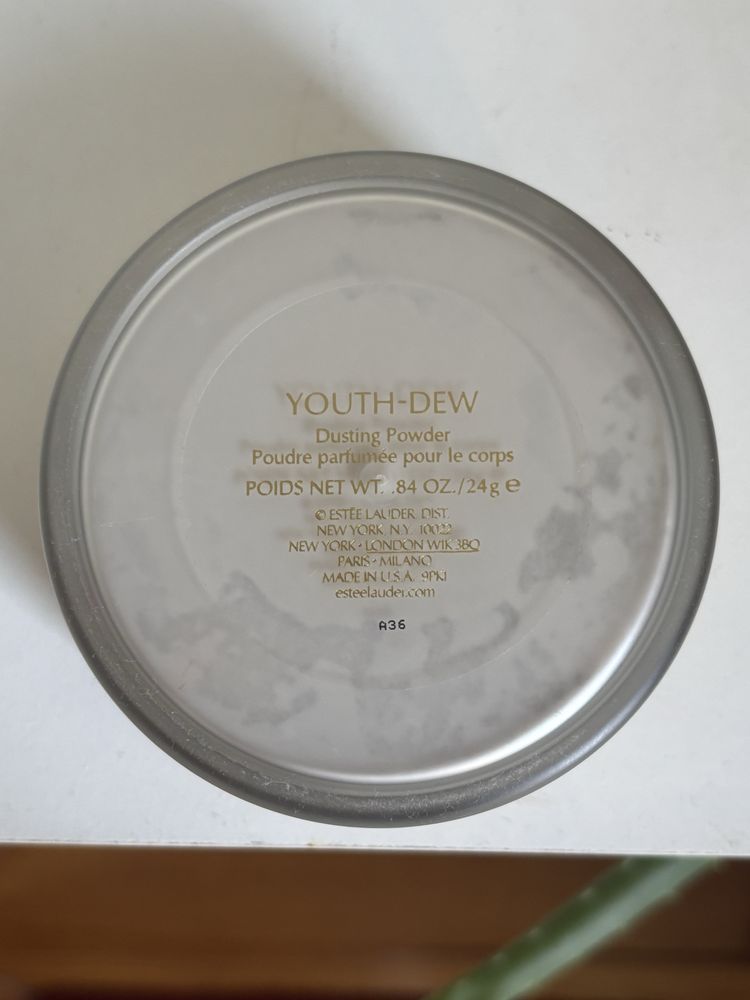 YOUTH-DEW
Dusting Powder
Poudre parfumée pour le corps
POIDS NET WT. .84 OZ./24g ℮
© ESTĒE LAUDER, DIST.
NEW YORK, N.Y. 10022
NEW YORK • LONDON W1K 3BQ
PARIS • MILANO
MADE IN U.S.A. 9PK1
esteelauder.com
A36